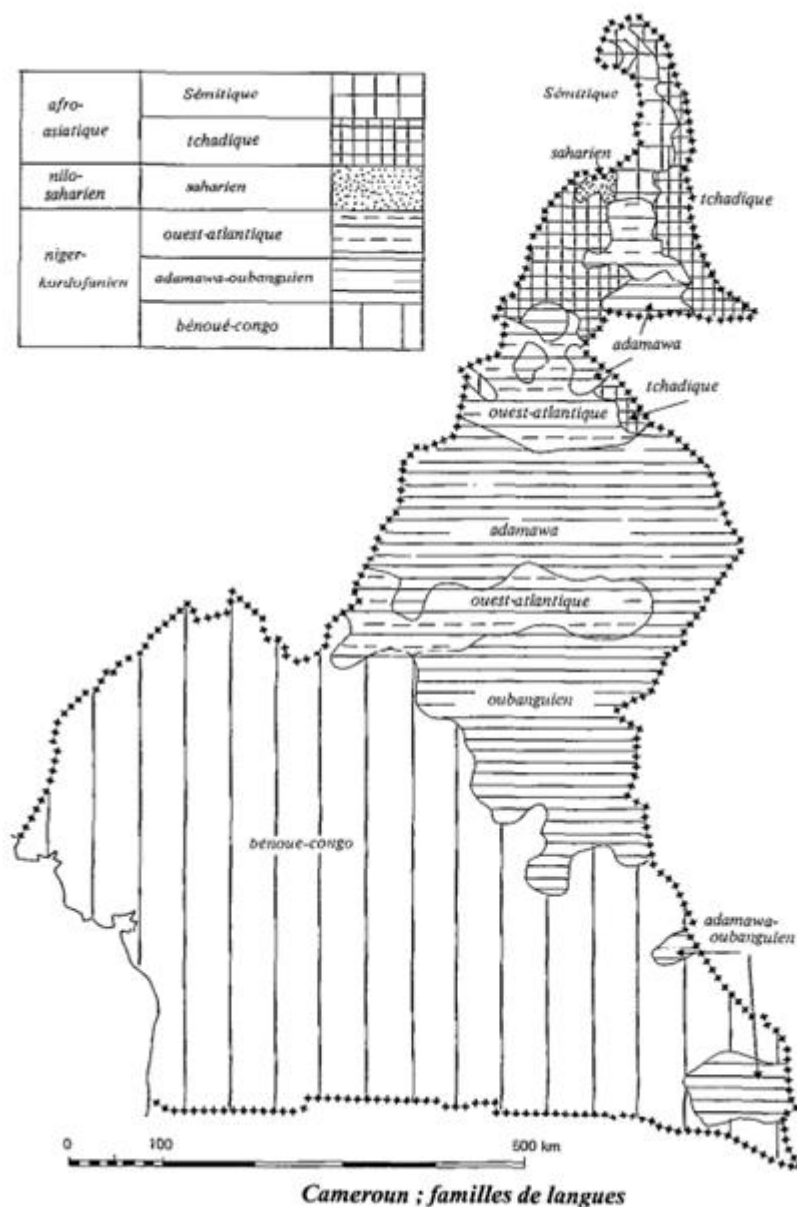 afro-
asiatique
Sémitique
tchadique
nilo-
saharien
saharien
niger-
kordofanien
ouest-atlantique
adamawa-oubanguien
bénoué-congo
Sémitique
saharien
tchadique
adamawa
tchadique
ouest-atlantique
adamawa
ouest-atlantique
oubanguien
bénoue-congo
adamawa-
oubanguien
0 100 500 km
Cameroun ; familles de langues